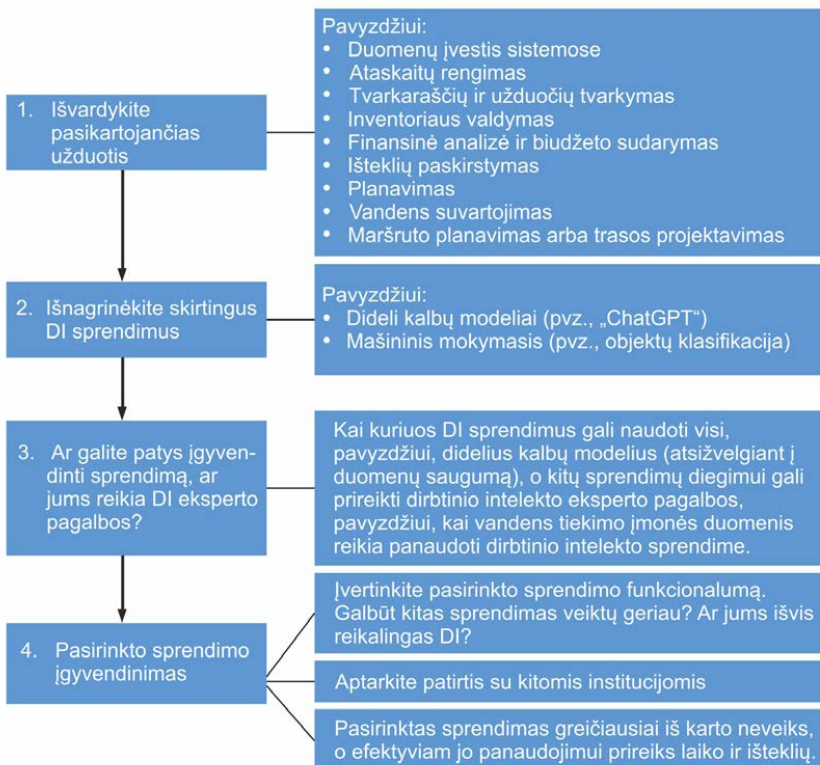 1. Išvardykite
pasikartojančias
užduotis
Pavyzdžiui:
• Duomenų įvestis sistemose
• Ataskaitų rengimas
• Tvarkaraščių ir užduočių tvarkymas
• Inventoriaus valdymas
• Finansinė analizė ir biudžeto sudarymas
• Išteklių paskirstymas
• Planavimas
• Vandens suvartojimas
• Maršruto planavimas arba trasos projektavimas
2. Išnagrinėkite skirtingus
DI sprendimus
Pavyzdžiui:
• Dideli kalbų modeliai (pvz., „ChatGPT“)
• Mašininis mokymasis (pvz., objektų klasifikacija)
3. Ar galite patys įgyven-
dinti sprendimą, ar
jums reikia DI eksperto
pagalbos?
Kai kuriuos DI sprendimus gali naudoti visi,
pavyzdžiui, didelius kalbų modelius (atsižvelgiant į
duomenų saugumą), o kitų sprendimų diegimui gali
prireikti dirbtinio intelekto eksperto pagalbos,
pavyzdžiui, kai vandens tiekimo įmonės duomenis
reikia panaudoti dirbtinio intelekto sprendime.
4. Pasirinkto sprendimo
įgyvendinimas
Įvertinkite pasirinkto sprendimo funkcionalumą.
Galbūt kitas sprendimas veiktų geriau? Ar jums išvis
reikalingas DI?
Aptarkite patirtis su kitomis institucijomis
Pasirinktas sprendimas greičiausiai iš karto neveiks,
o efektyviam jo panaudojimui prireiks laiko ir išteklių.